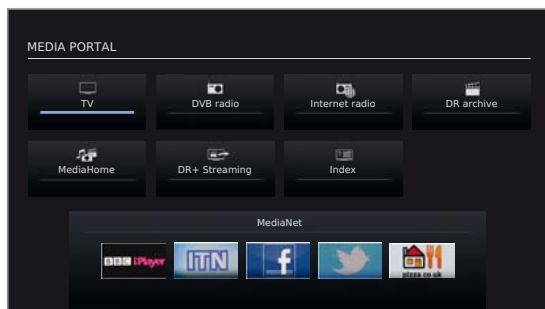 MEDIA PORTAL
TV
DVB radio
Internet radio
DR archive
MediaHome
DR+ Streaming
Index
MediaNet
BBC iPlayer
ITN
f
pizza.co.uk